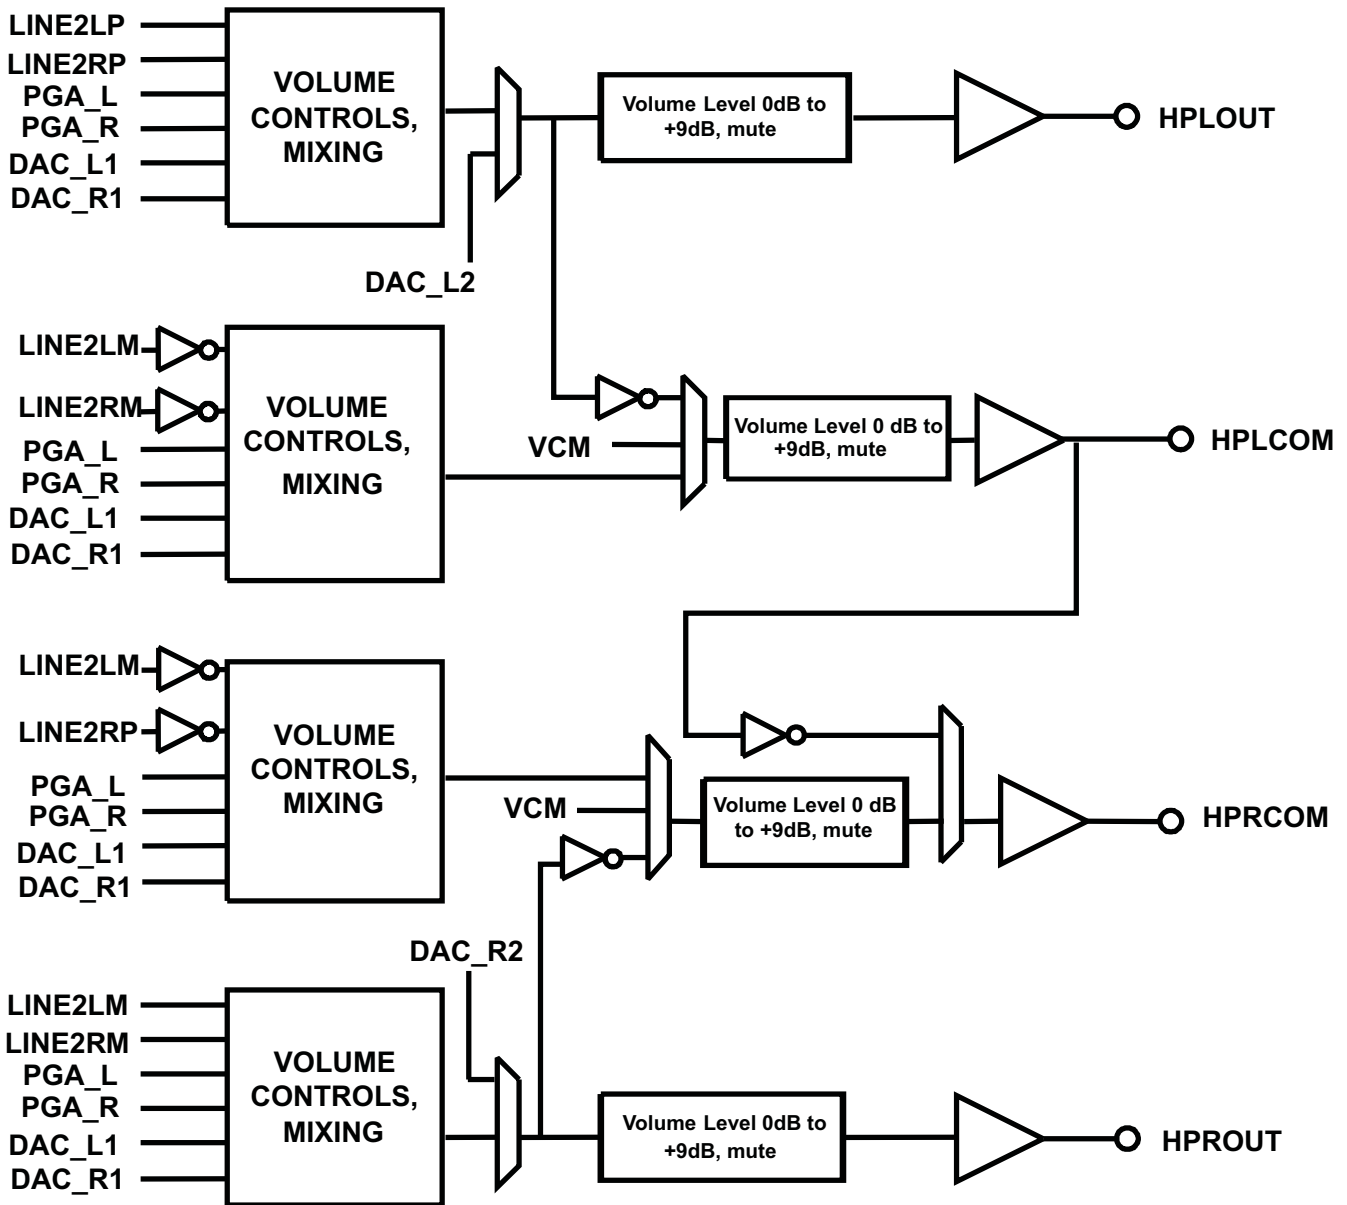 LINE2LP
LINE2RP
PGA_L
PGA_R
DAC_L1
DAC_R1
VOLUME
CONTROLS,
MIXING
DAC_L2
Volume Level 0dB to
+9dB, mute
HPLOUT
LINE2LM
LINE2RM
PGA_L
PGA_R
DAC_L1
DAC_R1
VOLUME
CONTROLS,
MIXING
VCM
Volume Level 0 dB to
+9dB, mute
HPLCOM
LINE2LM
LINE2RP
PGA_L
PGA_R
DAC_L1
DAC_R1
VOLUME
CONTROLS,
MIXING
VCM
Volume Level 0 dB
to +9dB, mute
HPRCOM
DAC_R2
LINE2LM
LINE2RM
PGA_L
PGA_R
DAC_L1
DAC_R1
VOLUME
CONTROLS,
MIXING
Volume Level 0dB to
+9dB, mute
HPROUT